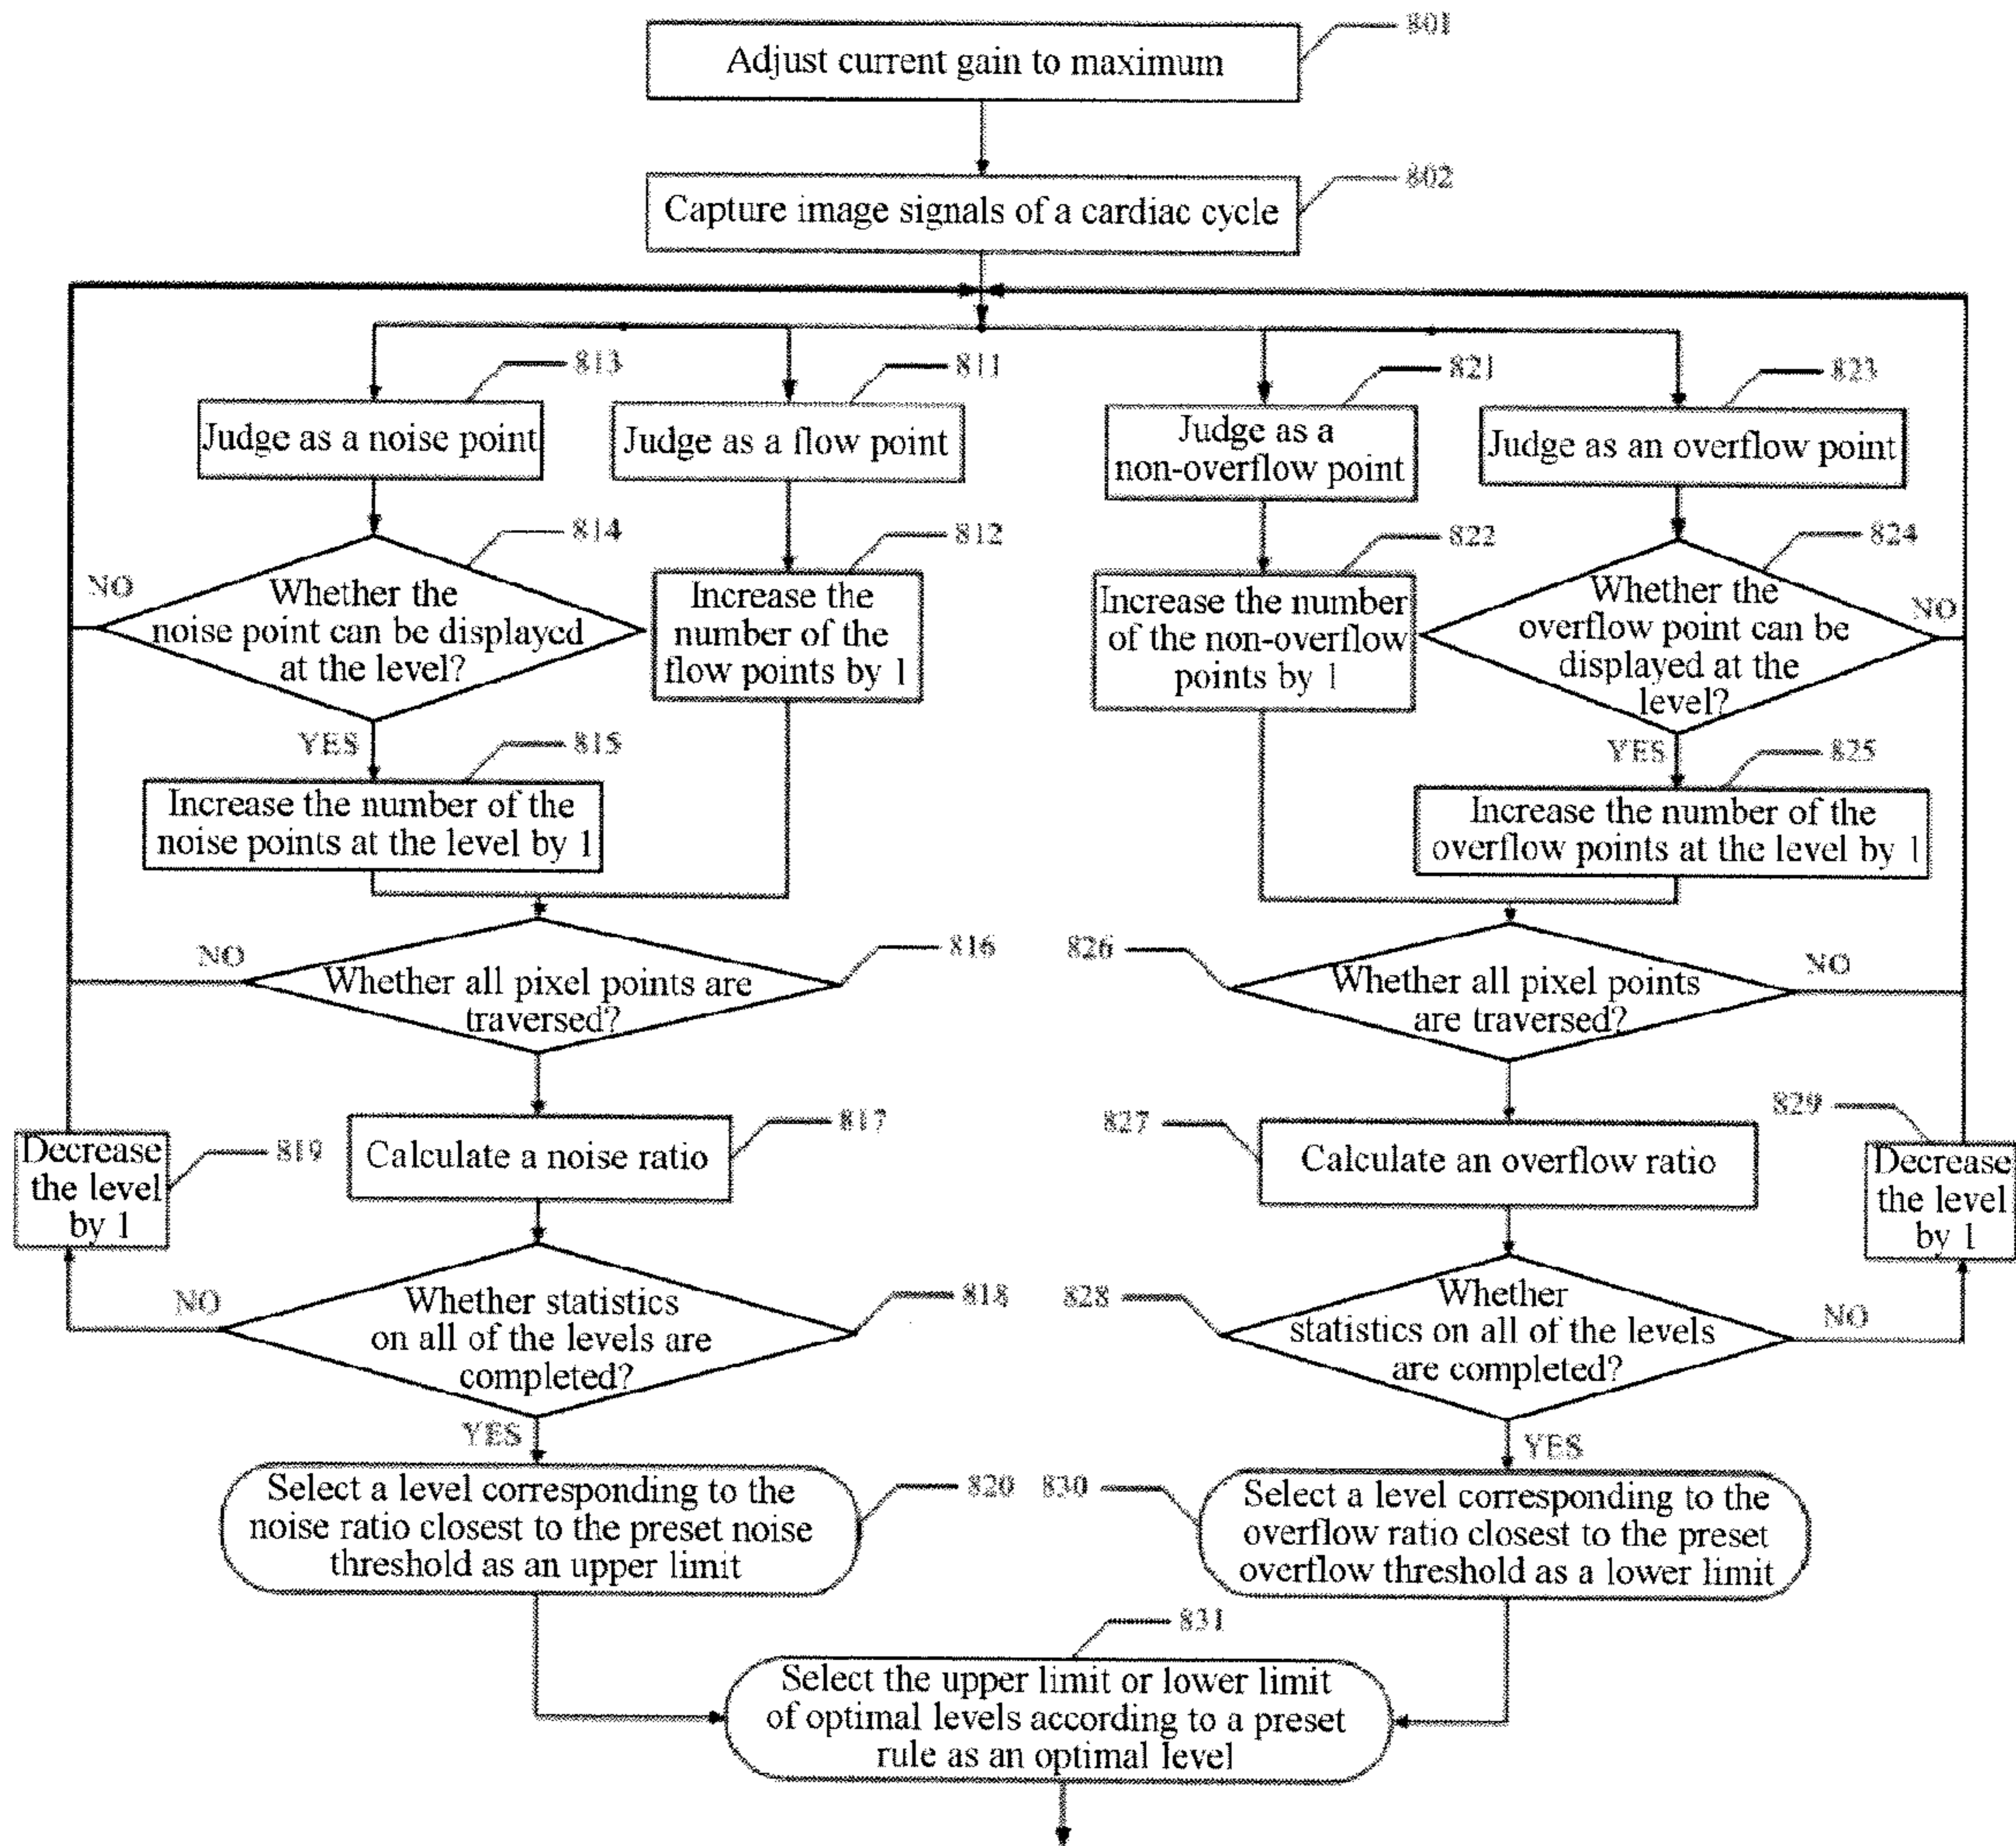 801
Adjust current gain to maximum
802
Capture image signals of a cardiac cycle
813
811
821
823
Judge as a noise point
Judge as a flow point
Judge as a
non-overflow point
Judge as an overflow point
814
812
822
824
NO
Whether the
noise point can be displayed
at the level?
Increase the
number of the
flow points by 1
Increase the number
of the non-overflow
points by 1
Whether the
overflow point can be
displayed at the
level?
NO
YES
815
YES
825
Increase the number of the
noise points at the level by 1
Increase the number of the
overflow points at the level by 1
NO
816
826
NO
Whether all pixel points are
traversed?
Whether all pixel points
are traversed?
819
817
827
829
Decrease
the level
by 1
Calculate a noise ratio
Calculate an overflow ratio
Decrease
the level
by 1
NO
818
828
NO
Whether statistics
on all of the levels are
completed?
Whether
statistics on all of the levels
are completed?
YES
YES
820
830
Select a level corresponding to the
noise ratio closest to the preset noise
threshold as an upper limit
Select a level corresponding to the
overflow ratio closest to the preset
overflow threshold as a lower limit
831
Select the upper limit or lower limit
of optimal levels according to a preset
rule as an optimal level